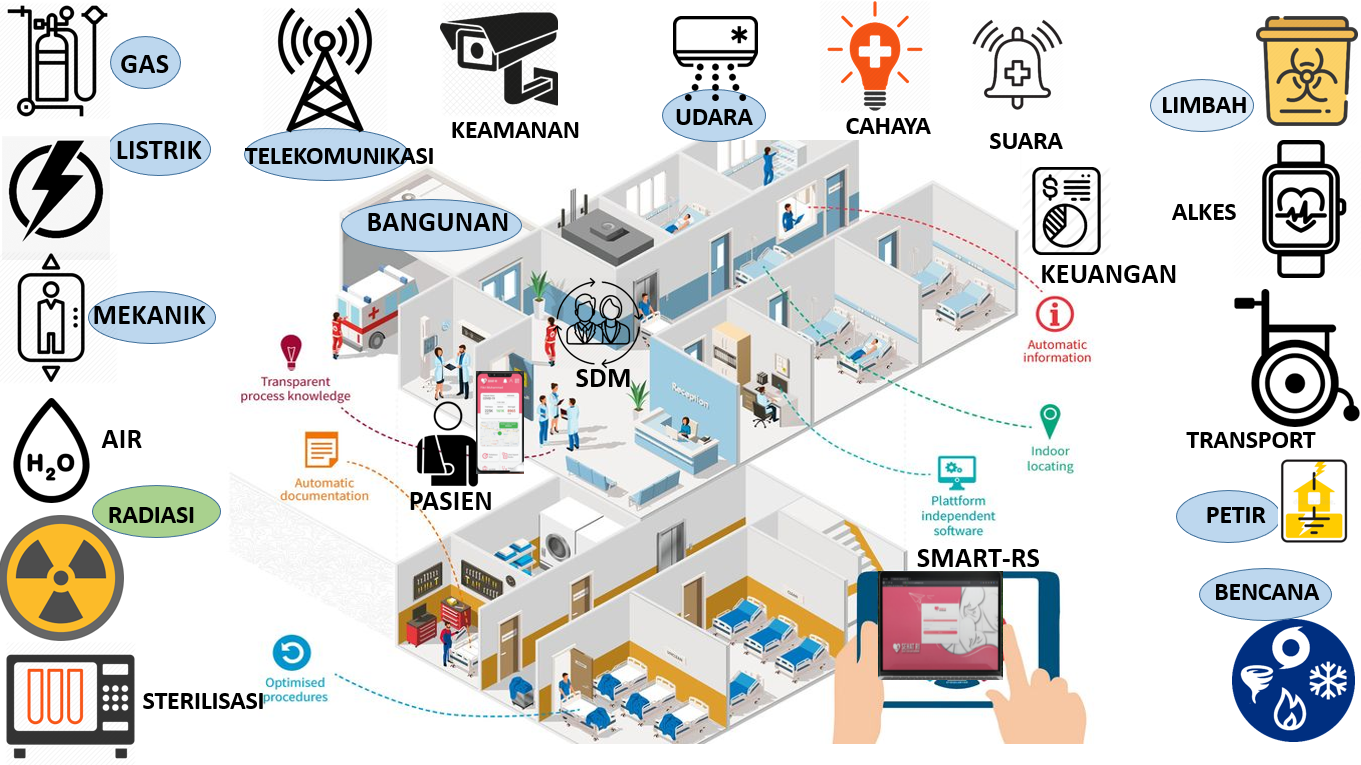 GAS
LISTRIK
MEKANIK
H₂O
AIR
RADIASI
STERILISASI
TELEKOMUNIKASI
KEAMANAN
UDARA
CAHAYA
SUARA
LIMBAH
ALKES
KEUANGAN
$
TRANSPORT
PETIR
BENCANA
BANGUNAN
SDM
PASIEN
SMART-RS
Reception
Transparent
process knowledge
Automatic
documentation
Optimised
procedures
Automatic
information
Indoor
locating
Plattform
independent
software